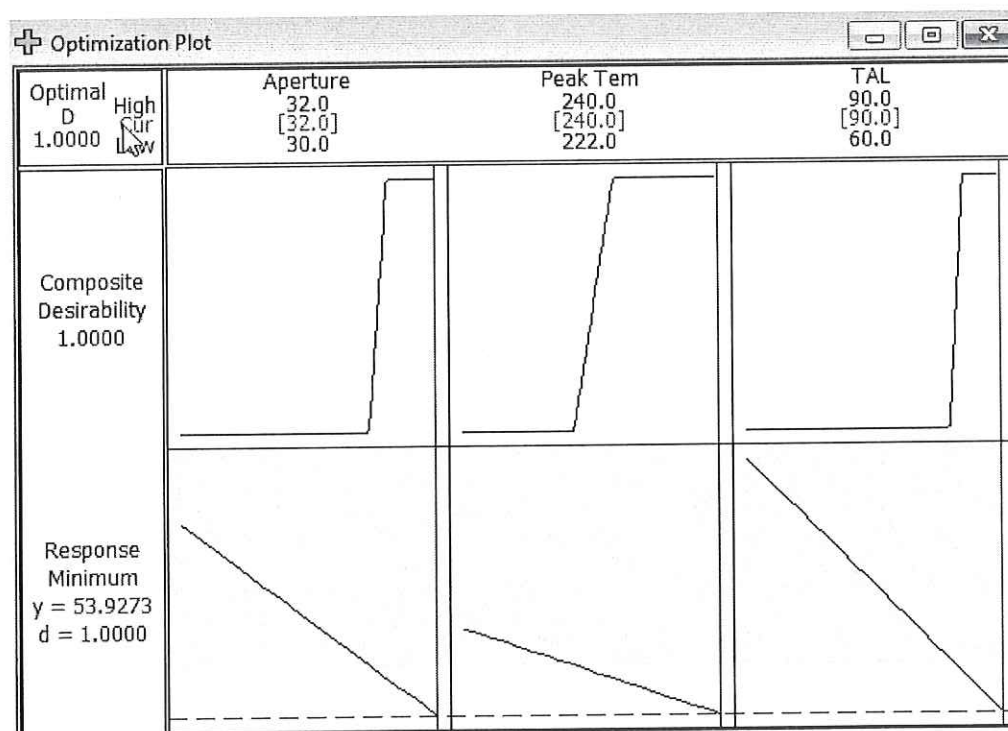 Optimization Plot
Optimal
D
1.0000
High
Cur
Low
Aperture
32.0
[32.0]
30.0
Peak Tem
240.0
[240.0]
222.0
TAL
90.0
[90.0]
60.0
Composite
Desirability
1.0000
Response
Minimum
y = 53.9273
d = 1.0000